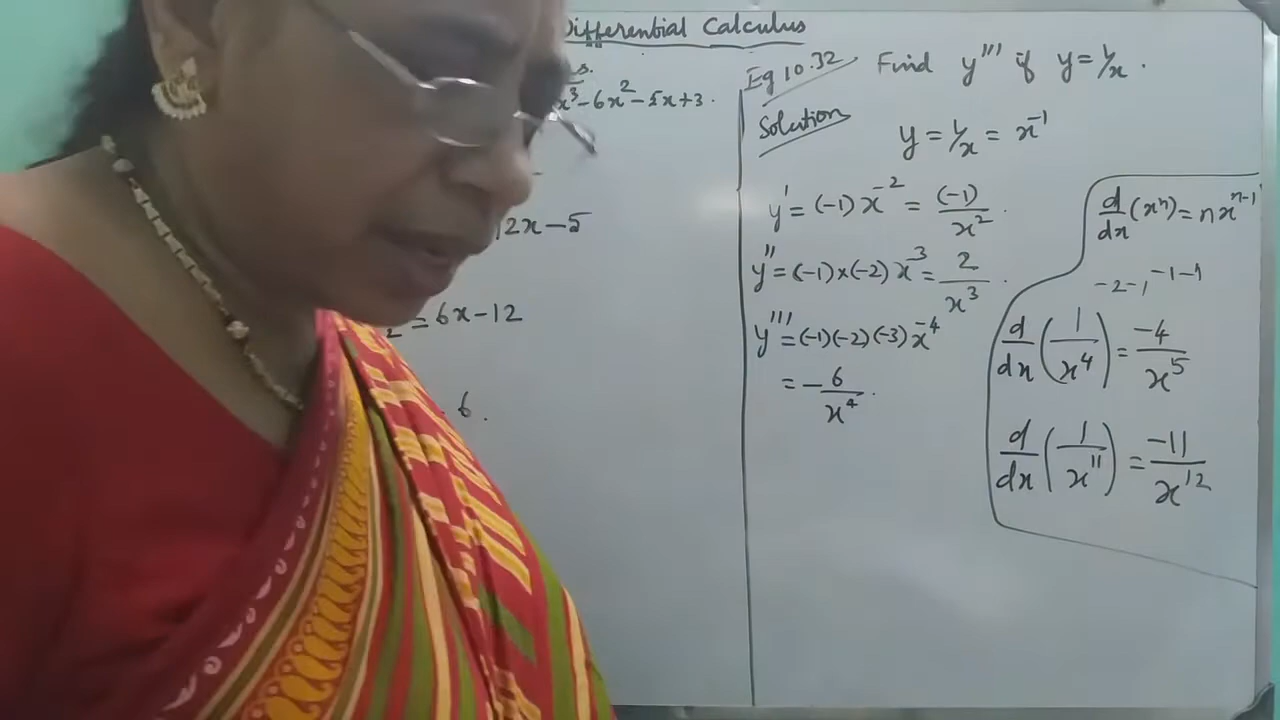 Differential Calculus
x³-6x²-5x+3.
12x-5
2 = 6x-12
6.
Eg 10.32 Find y''' if y=1/x.
Solution
y = 1/x = x⁻¹
y' = (-1) x⁻² = (-1)/x².
y'' = (-1)×(-2) x⁻³ = 2/x³.
y''' = (-1)(-2)(-3) x⁻⁴
= -6/x⁴.
d/dx (xⁿ) = nxⁿ⁻¹
-2-1, -1-1
d/dx (1/x⁴) = -4/x⁵
d/dx (1/x¹¹) = -11/x¹²